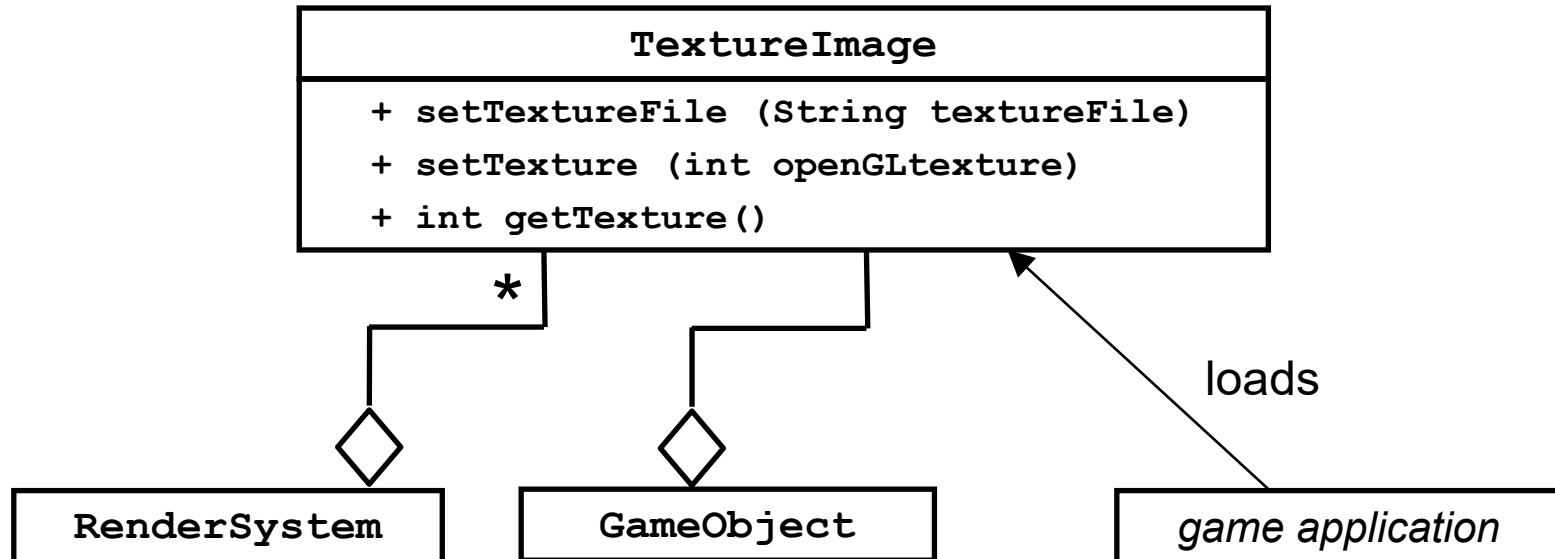 TextureImage
+ setTextureFile (String textureFile)
+ setTexture (int openGLtexture)
+ int getTexture()
*
loads
RenderSystem
GameObject
game application